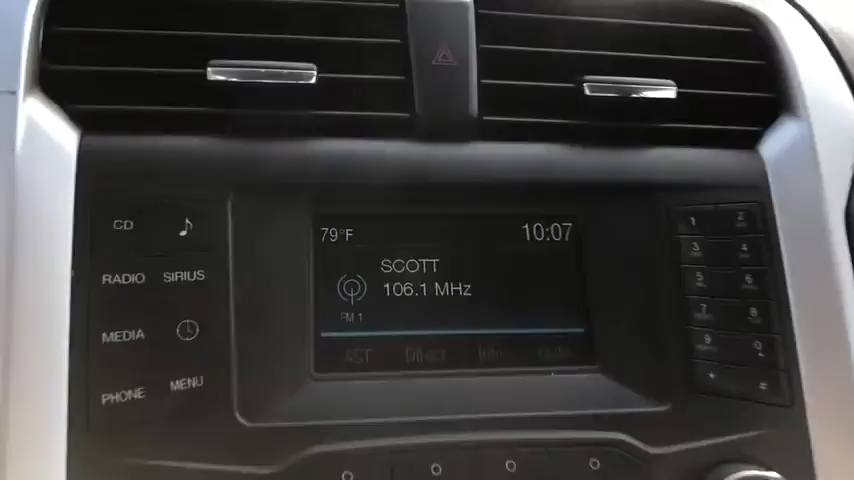 79°F 10:07
SCOTT
106.1 MHz
FM 1
AST Direct Info
CD
RADIO SIRIUS
MEDIA
PHONE MENU
1 2
3 4
5 6
7 8
9 0
* #